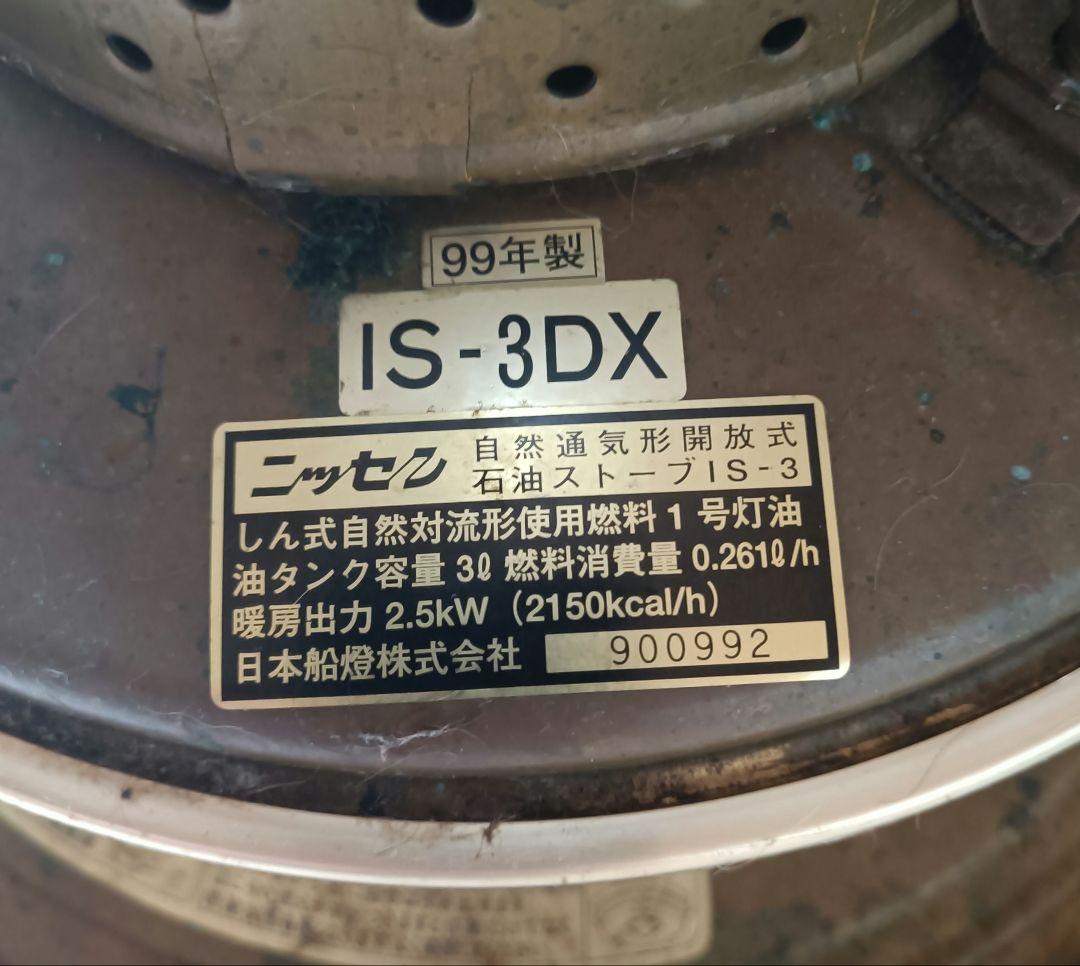 99年製
IS-3DX
ニッセン 自然通気形開放式
石油ストーブIS-3
しん式自然対流形使用燃料1号灯油
油タンク容量 3ℓ 燃料消費量 0.261ℓ/h
暖房出力 2.5kW（2150kcal/h）
日本船燈株式会社 900992